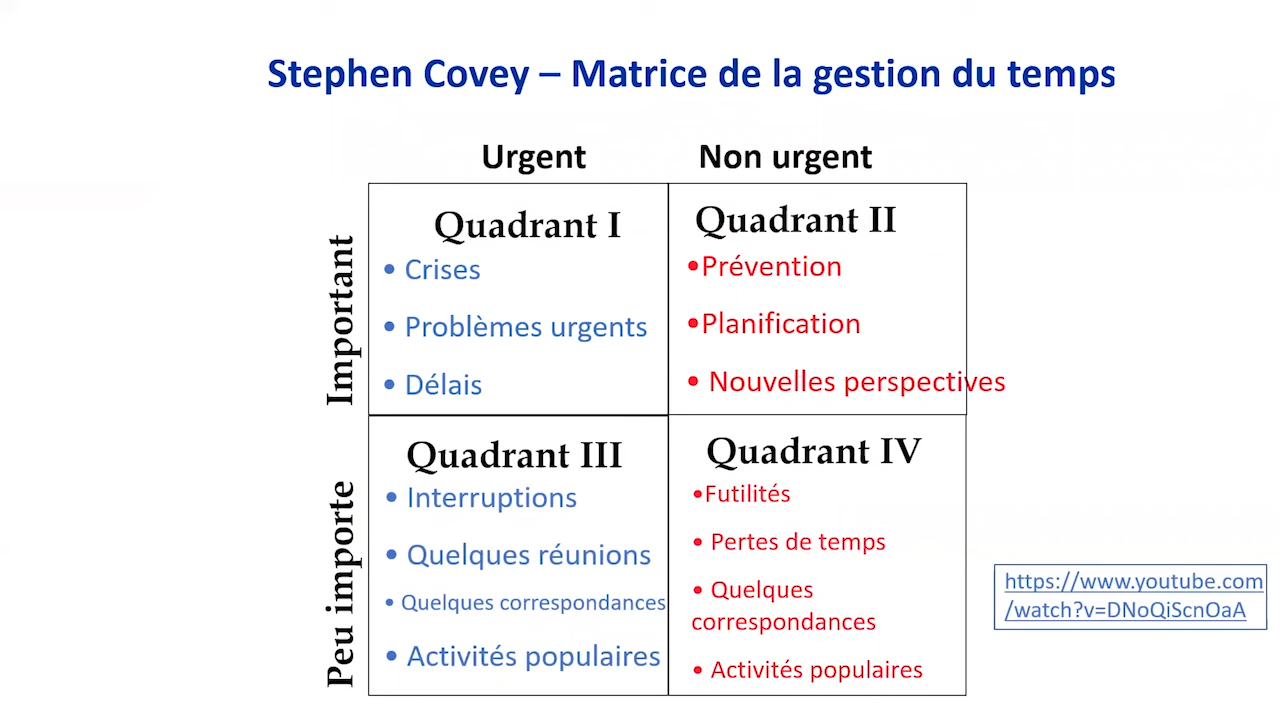 Stephen Covey – Matrice de la gestion du temps
Urgent
Non urgent
Important
Quadrant I
• Crises
• Problèmes urgents
• Délais
Quadrant II
•Prévention
•Planification
• Nouvelles perspectives
Peu importe
Quadrant III
• Interruptions
• Quelques réunions
• Quelques correspondances
• Activités populaires
Quadrant IV
•Futilités
• Pertes de temps
• Quelques
correspondances
• Activités populaires
https://www.youtube.com
/watch?v=DNoQiScnOaA